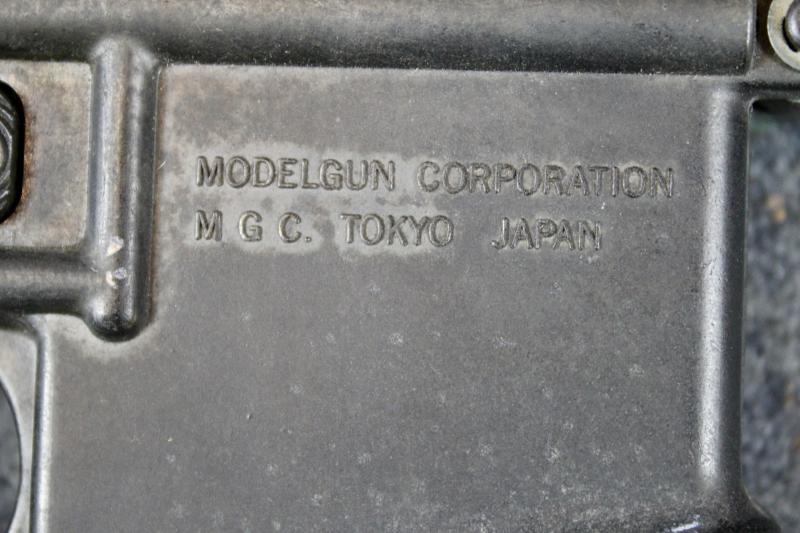 MODELGUN CORPORATION
M G C. TOKYO JAPAN